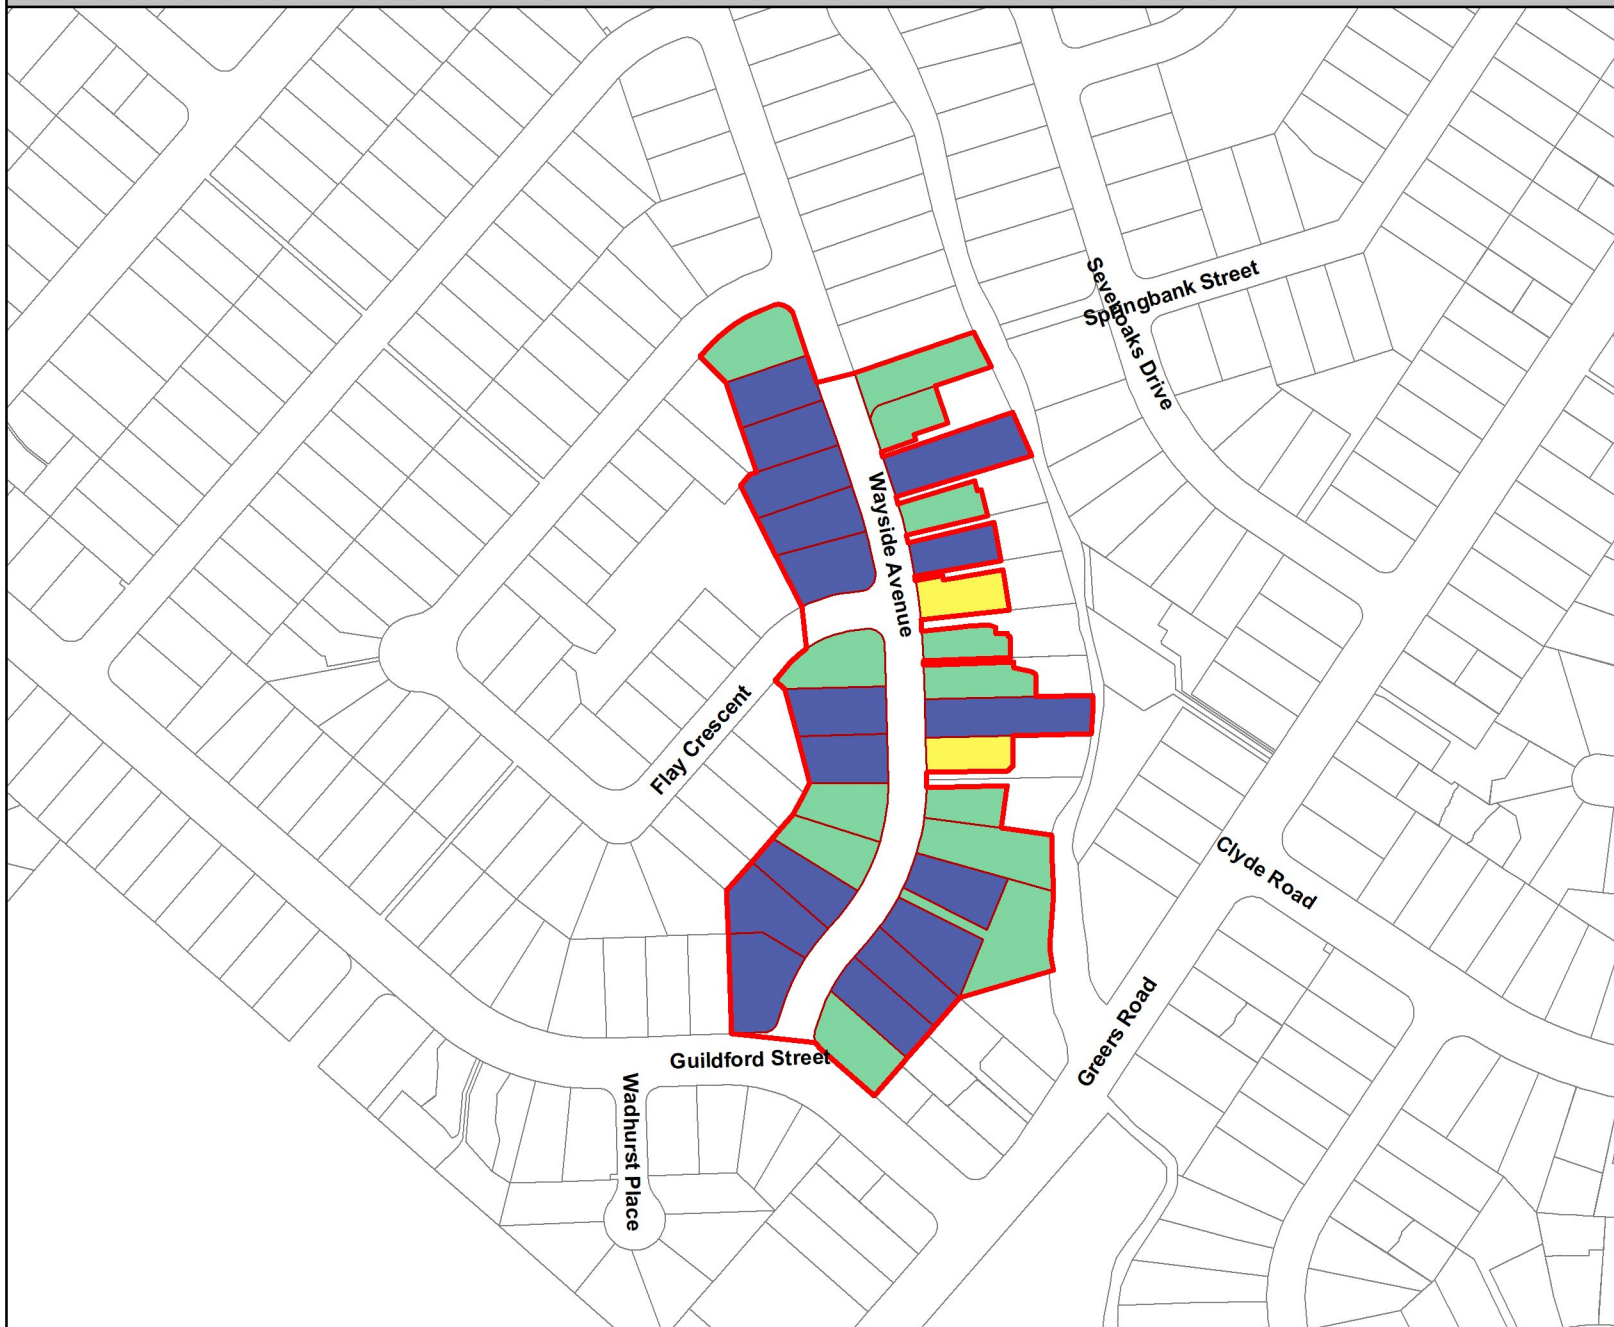 Sevenoaks Drive
Springbank Street
Wayside Avenue
Flay Crescent
Clyde Road
Greers Road
Guildford Street
Wadhurst Place